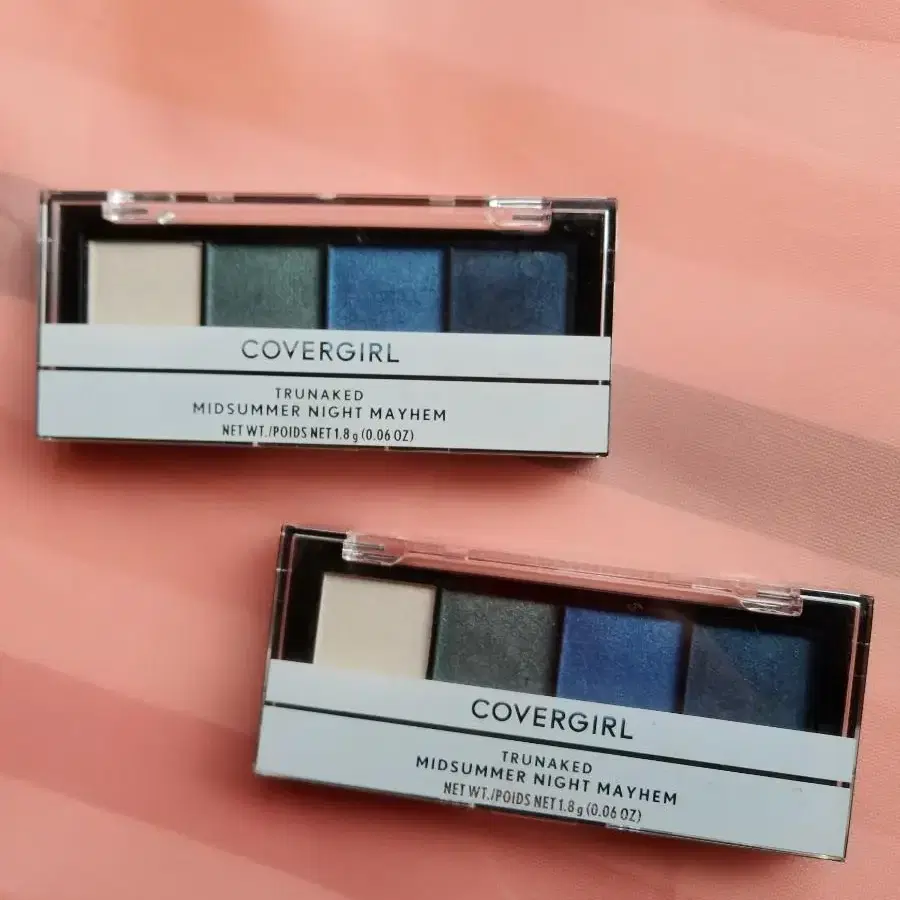 COVERGIRL
TRUNAKED
MIDSUMMER NIGHT MAYHEM
NET WT./POIDS NET 1.8 g (0.06 OZ)
COVERGIRL
TRUNAKED
MIDSUMMER NIGHT MAYHEM
NET WT./POIDS NET 1.8 g (0.06 OZ)